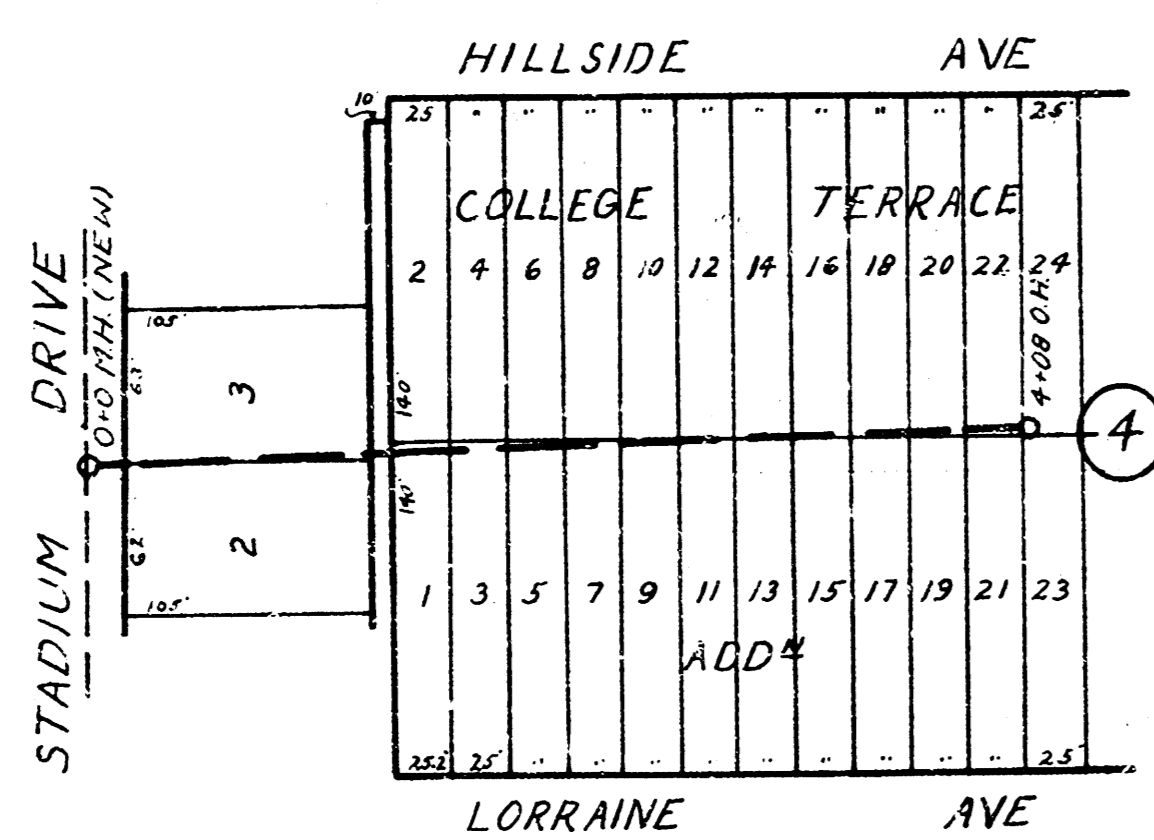 HILLSIDE AVE
10'
25 " " " " " " " " " " 25'
COLLEGE TERRACE
2 4 6 8 10 12 14 16 18 20 22 24
140'
140'
4+08 O.H.
4
1 3 5 7 9 11 13 15 17 19 21 23
ADDN
25.2' 25' " " " " " " " " " 25'
LORRAINE AVE
STADIUM DRIVE
0+0 M.H. (NEW)
105'
3
2
62'
105'